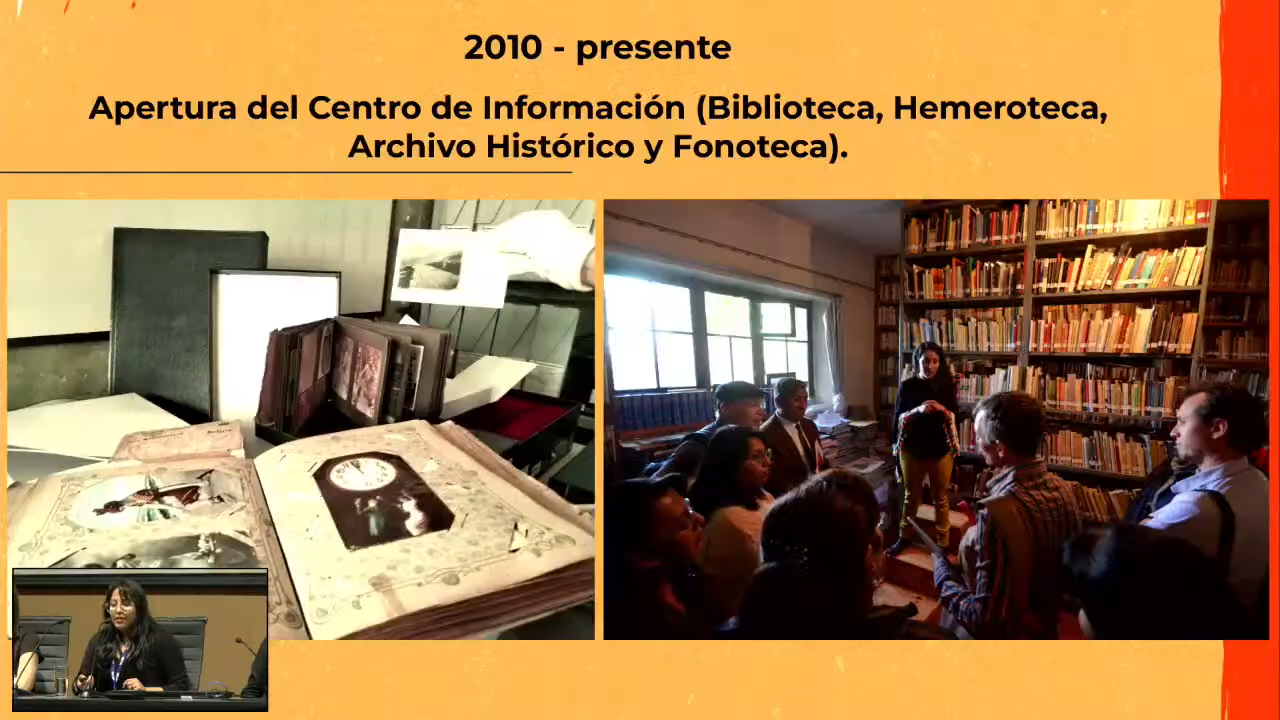 2010 - presente
Apertura del Centro de Información (Biblioteca, Hemeroteca,
Archivo Histórico y Fonoteca).